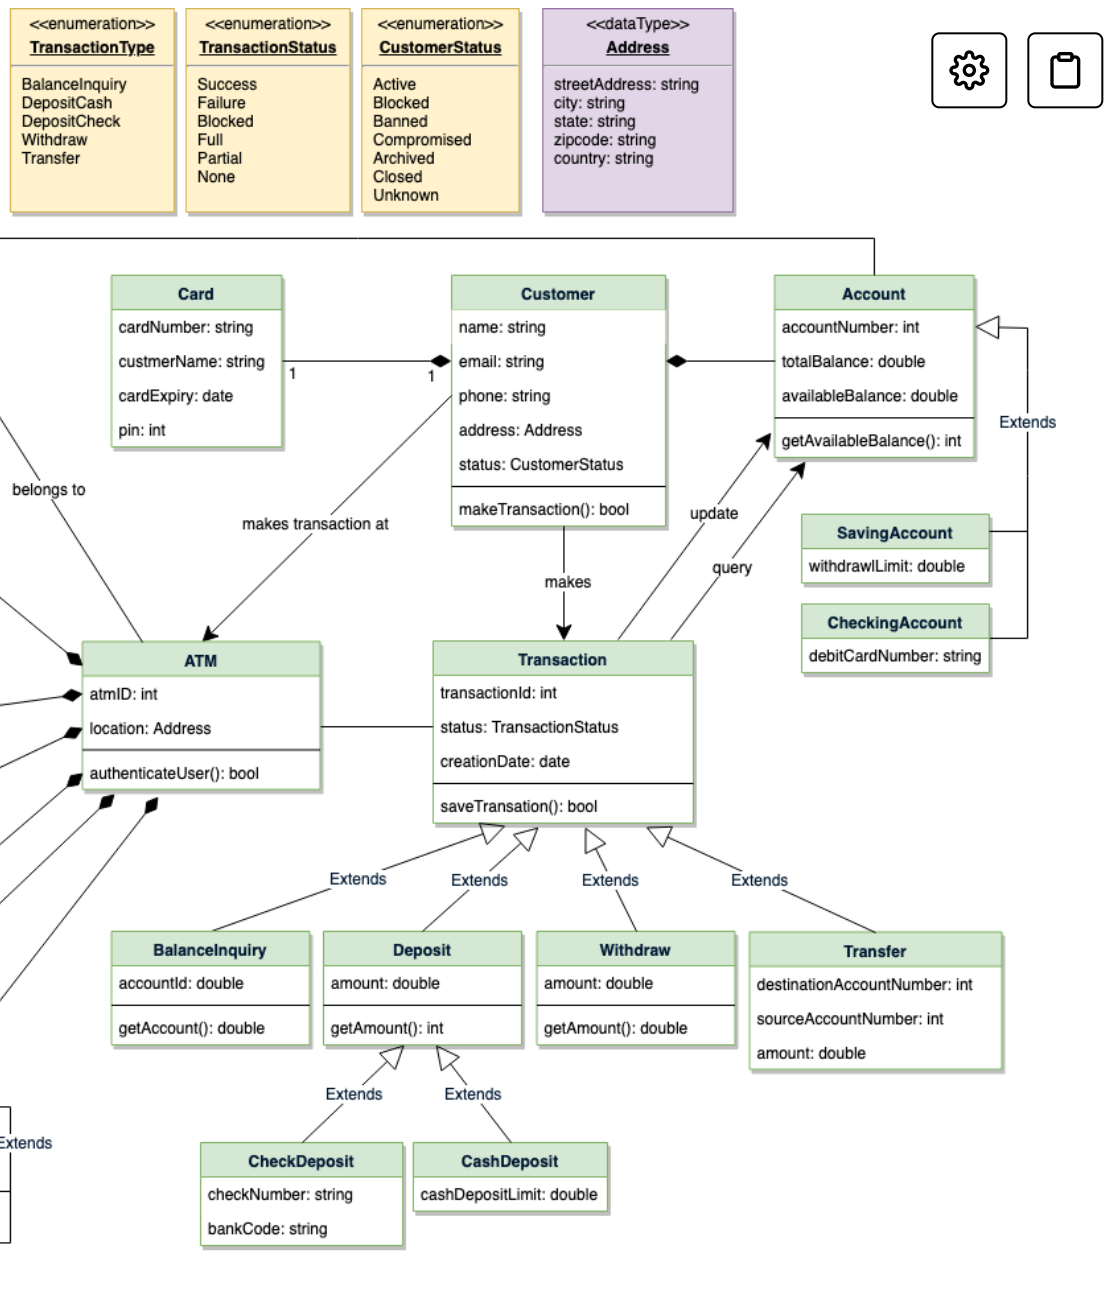 <<enumeration>>
TransactionType
BalanceInquiry
DepositCash
DepositCheck
Withdraw
Transfer
<<enumeration>>
TransactionStatus
Success
Failure
Blocked
Full
Partial
None
<<enumeration>>
CustomerStatus
Active
Blocked
Banned
Compromised
Archived
Closed
Unknown
<<dataType>>
Address
streetAddress: string
city: string
state: string
zipcode: string
country: string
Card
cardNumber: string
custmerName: string
cardExpiry: date
pin: int
1
1
Customer
name: string
email: string
phone: string
address: Address
status: CustomerStatus
makeTransaction(): bool
Account
accountNumber: int
totalBalance: double
availableBalance: double
getAvailableBalance(): int
Extends
belongs to
makes transaction at
makes
update
query
SavingAccount
withdrawlLimit: double
CheckingAccount
debitCardNumber: string
ATM
atmID: int
location: Address
authenticateUser(): bool
Transaction
transactionId: int
status: TransactionStatus
creationDate: date
saveTransation(): bool
Extends
Extends
Extends
Extends
BalanceInquiry
accountId: double
getAccount(): double
Deposit
amount: double
getAmount(): int
Withdraw
amount: double
getAmount(): double
Transfer
destinationAccountNumber: int
sourceAccountNumber: int
amount: double
Extends
Extends
Extends
CheckDeposit
checkNumber: string
bankCode: string
CashDeposit
cashDepositLimit: double